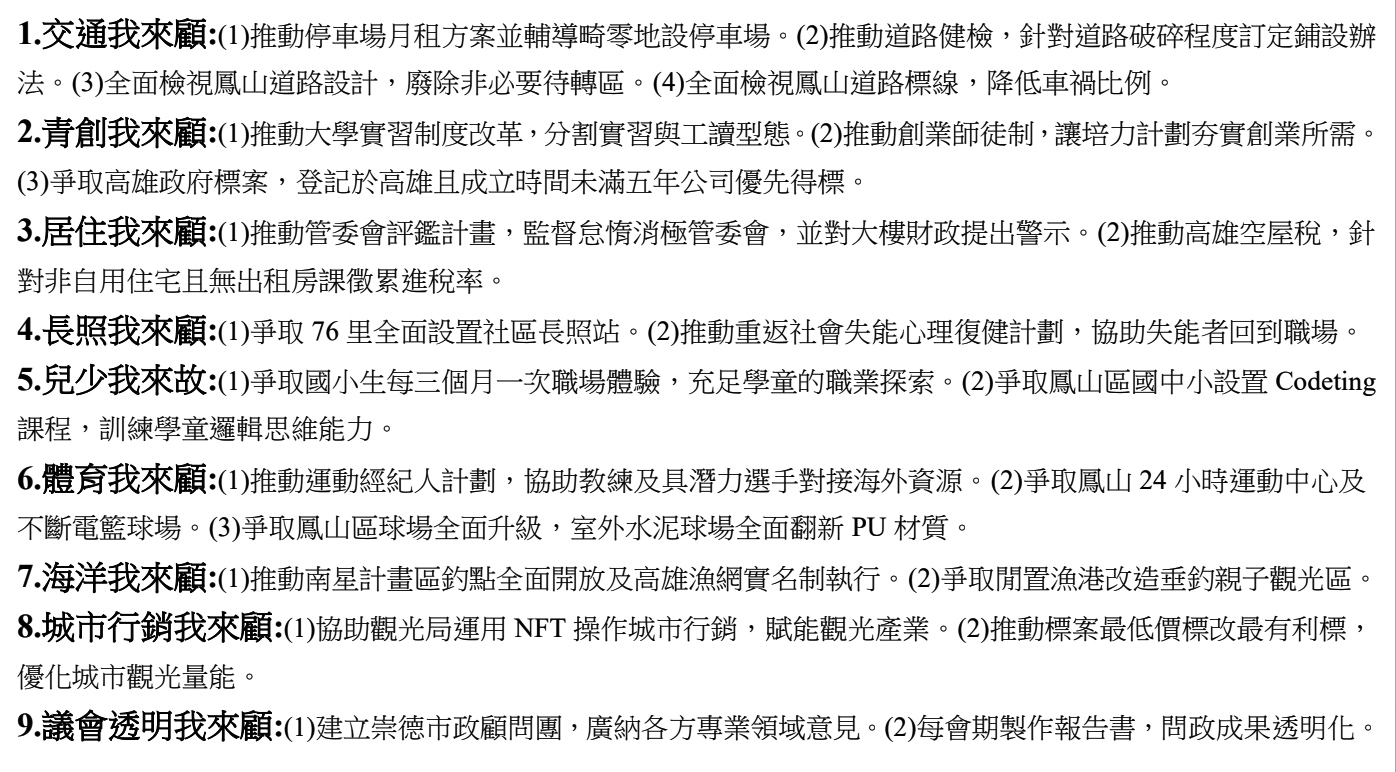 1.交通我來顧:(1)推動停車場月租方案並輔導畸零地設停車場。(2)推動道路健檢，針對道路破碎程度訂定鋪設辦
法。(3)全面檢視鳳山道路設計，廢除非必要待轉區。(4)全面檢視鳳山道路標線，降低車禍比例。
2.青創我來顧:(1)推動大學實習制度改革，分割實習與工讀型態。(2)推動創業師徒制，讓培力計劃夯實創業所需。
(3)爭取高雄政府標案，登記於高雄且成立時間未滿五年公司優先得標。
3.居住我來顧:(1)推動管委會評鑑計畫，監督怠惰消極管委會，並對大樓財政提出警示。(2)推動高雄空屋稅，針
對非自用住宅且無出租房課徵累進稅率。
4.長照我來顧:(1)爭取 76 里全面設置社區長照站。(2)推動重返社會失能心理復健計劃，協助失能者回到職場。
5.兒少我來故:(1)爭取國小生每三個月一次職場體驗，充足學童的職業探索。(2)爭取鳳山區國中小設置 Codeting
課程，訓練學童邏輯思維能力。
6.體育我來顧:(1)推動運動經紀人計劃，協助教練及具潛力選手對接海外資源。(2)爭取鳳山 24 小時運動中心及
不斷電籃球場。(3)爭取鳳山區球場全面升級，室外水泥球場全面翻新 PU 材質。
7.海洋我來顧:(1)推動南星計畫區釣點全面開放及高雄漁網實名制執行。(2)爭取閒置漁港改造垂釣親子觀光區。
8.城市行銷我來顧:(1)協助觀光局運用 NFT 操作城市行銷，賦能觀光產業。(2)推動標案最低價標改最有利標，
優化城市觀光量能。
9.議會透明我來顧:(1)建立崇德市政顧問團，廣納各方專業領域意見。(2)每會期製作報告書，問政成果透明化。